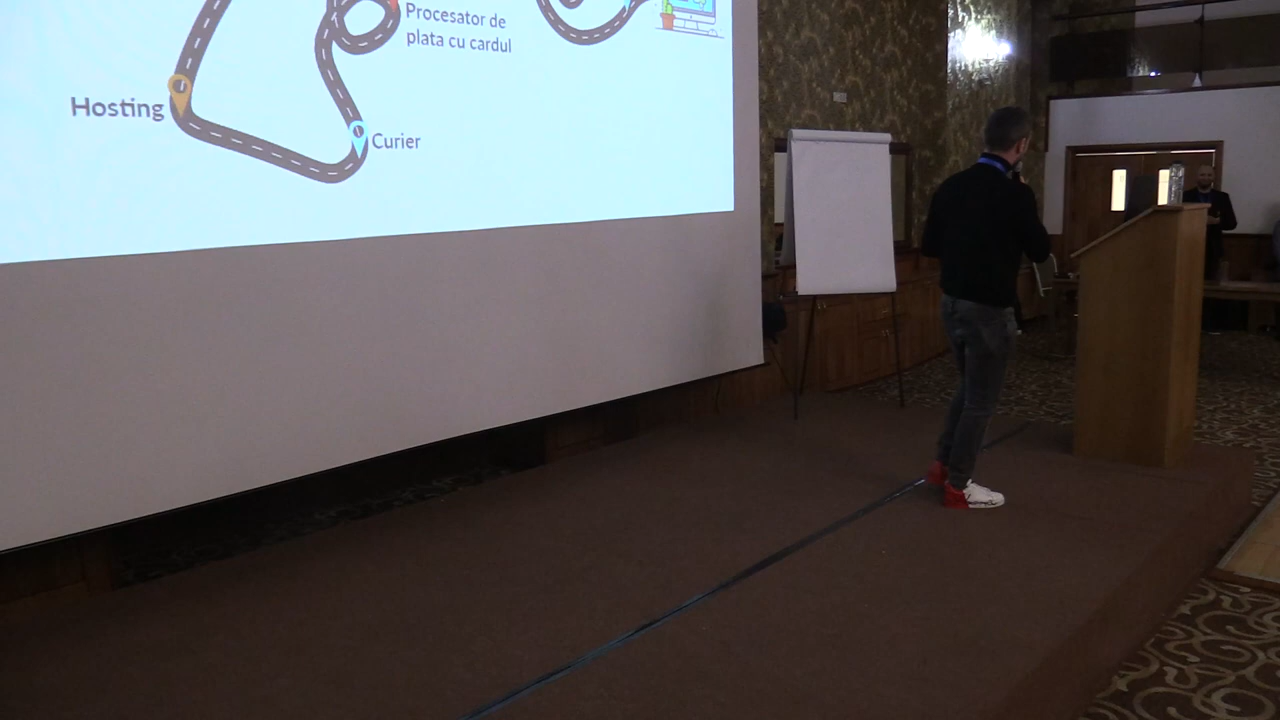 Procesator de
plata cu cardul
Hosting
Curier